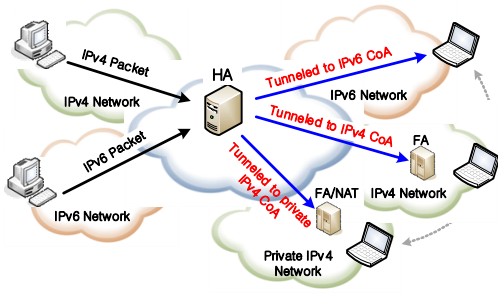 IPv4 Packet
IPv4 Network
IPv6 Packet
IPv6 Network
HA
Tunneled to IPv6 CoA
IPv6 Network
Tunneled to IPv4 CoA
FA
IPv4 Network
Tunneled to private
IPv4 CoA
FA/NAT
Private IPv4
Network